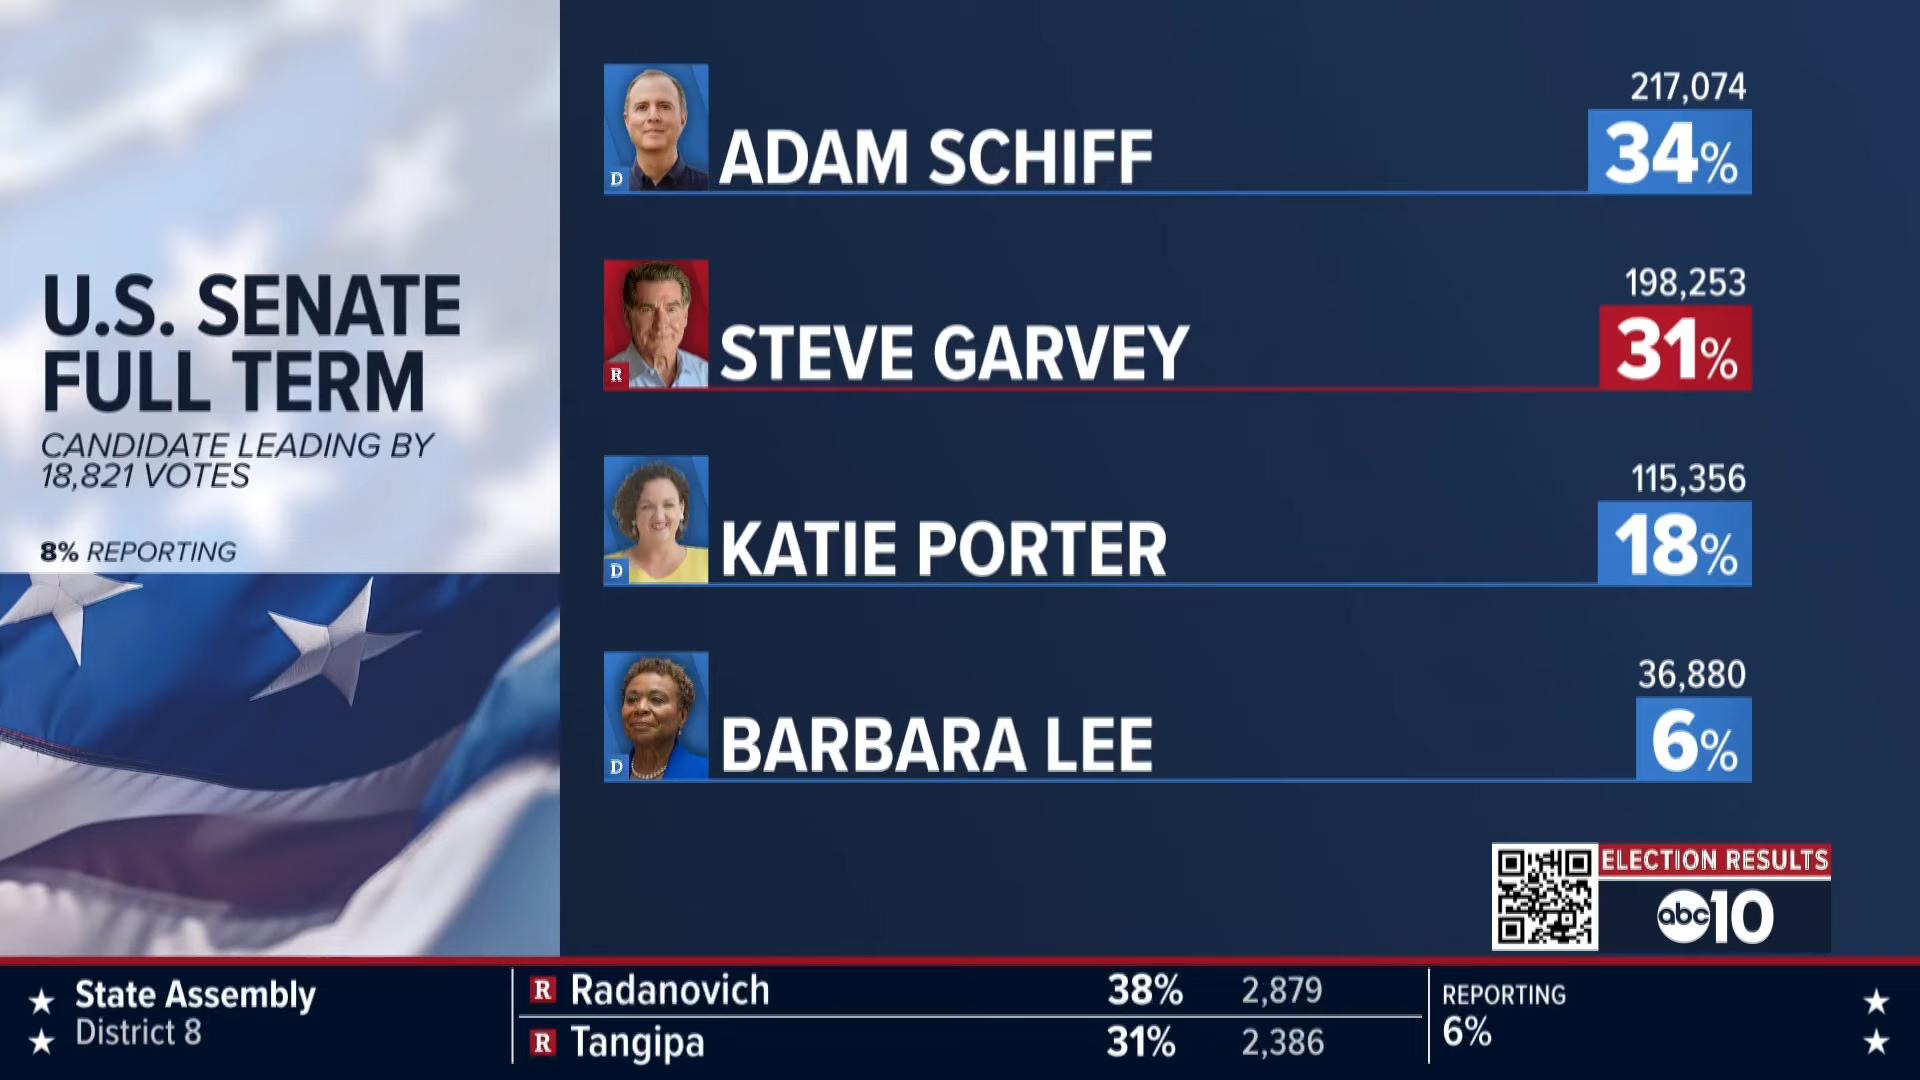 U.S. SENATE
FULL TERM
CANDIDATE LEADING BY
18,821 VOTES
8% REPORTING
217,074
D ADAM SCHIFF 34%
198,253
R STEVE GARVEY 31%
115,356
D KATIE PORTER 18%
36,880
D BARBARA LEE 6%
ELECTION RESULTS
abc10
State Assembly
District 8
R Radanovich 38% 2,879
R Tangipa 31% 2,386
REPORTING
6%